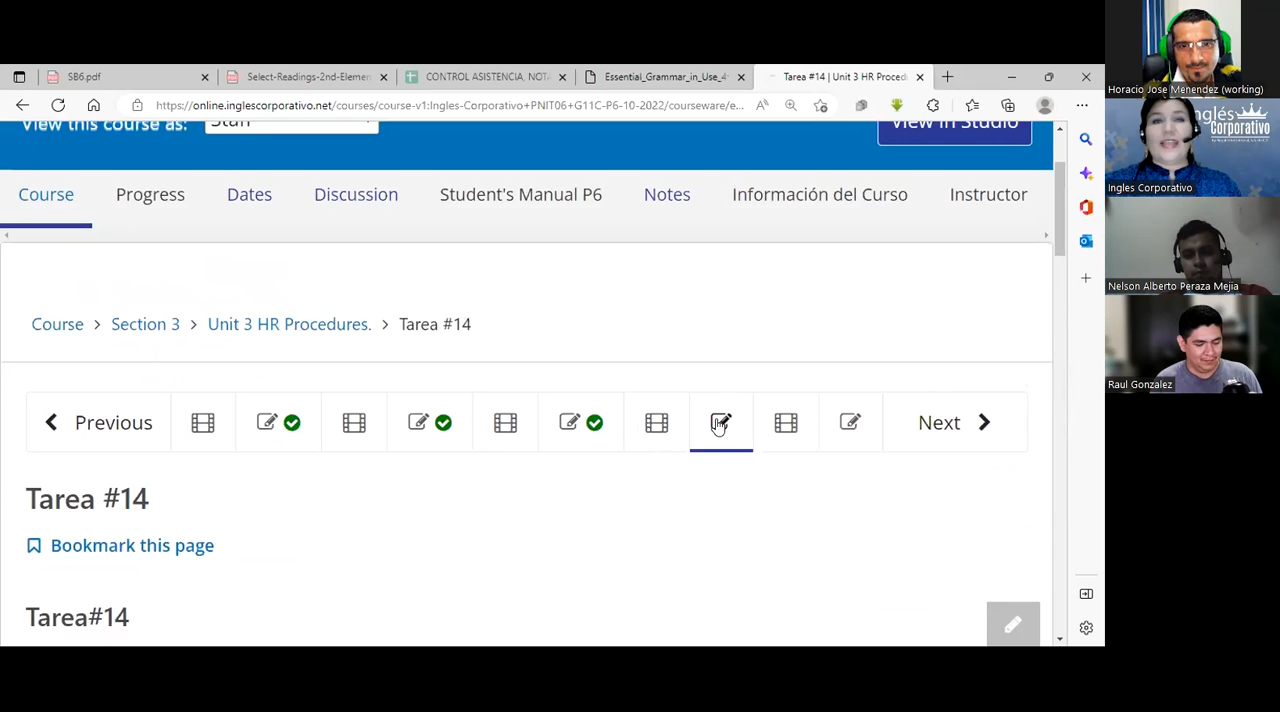 SB6.pdf
Select-Readings-2nd-Elemen
CONTROL ASISTENCIA, NOTA
Essential_Grammar_in_Use_4
Tarea #14 | Unit 3 HR Proced
https://online.inglescorporativo.net/courses/course-v1:Ingles-Corporativo+PNIT06+G11C-P6-10-2022/courseware/e...
View this course as:
Staff
View in Studio
Course
Progress
Dates
Discussion
Student's Manual P6
Notes
Información del Curso
Instructor
Course > Section 3 > Unit 3 HR Procedures. > Tarea #14
Previous
Next
Tarea #14
Bookmark this page
Tarea#14
Horacio Jose Menendez (working)
Inglés
Corporativo
Ingles Corporativo
Nelson Alberto Peraza Mejia
Raul Gonzalez